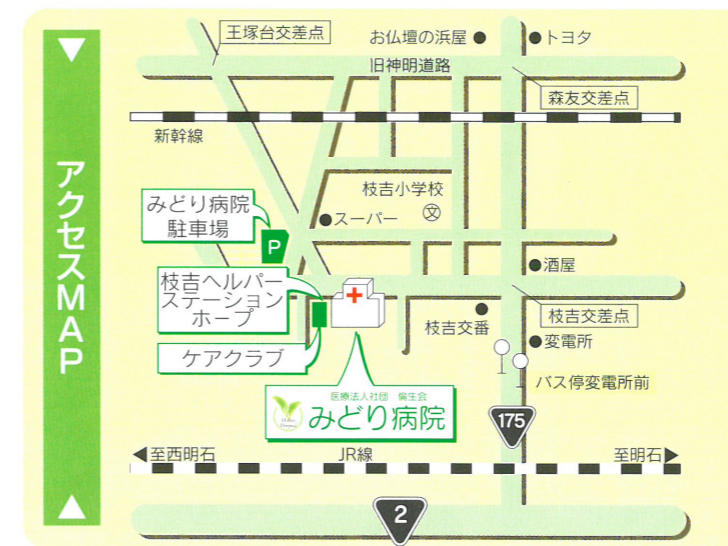 アクセスMAP
王塚台交差点
お仏壇の浜屋
トヨタ
旧神明道路
森友交差点
新幹線
枝吉小学校
文
みどり病院
駐車場
スーパー
P
酒屋
枝吉ヘルパー
ステーション
ホープ
枝吉交差点
枝吉交番
変電所
ケアクラブ
バス停変電所前
医療法人社団 倫生会
みどり病院
175
至西明石
JR線
至明石
2